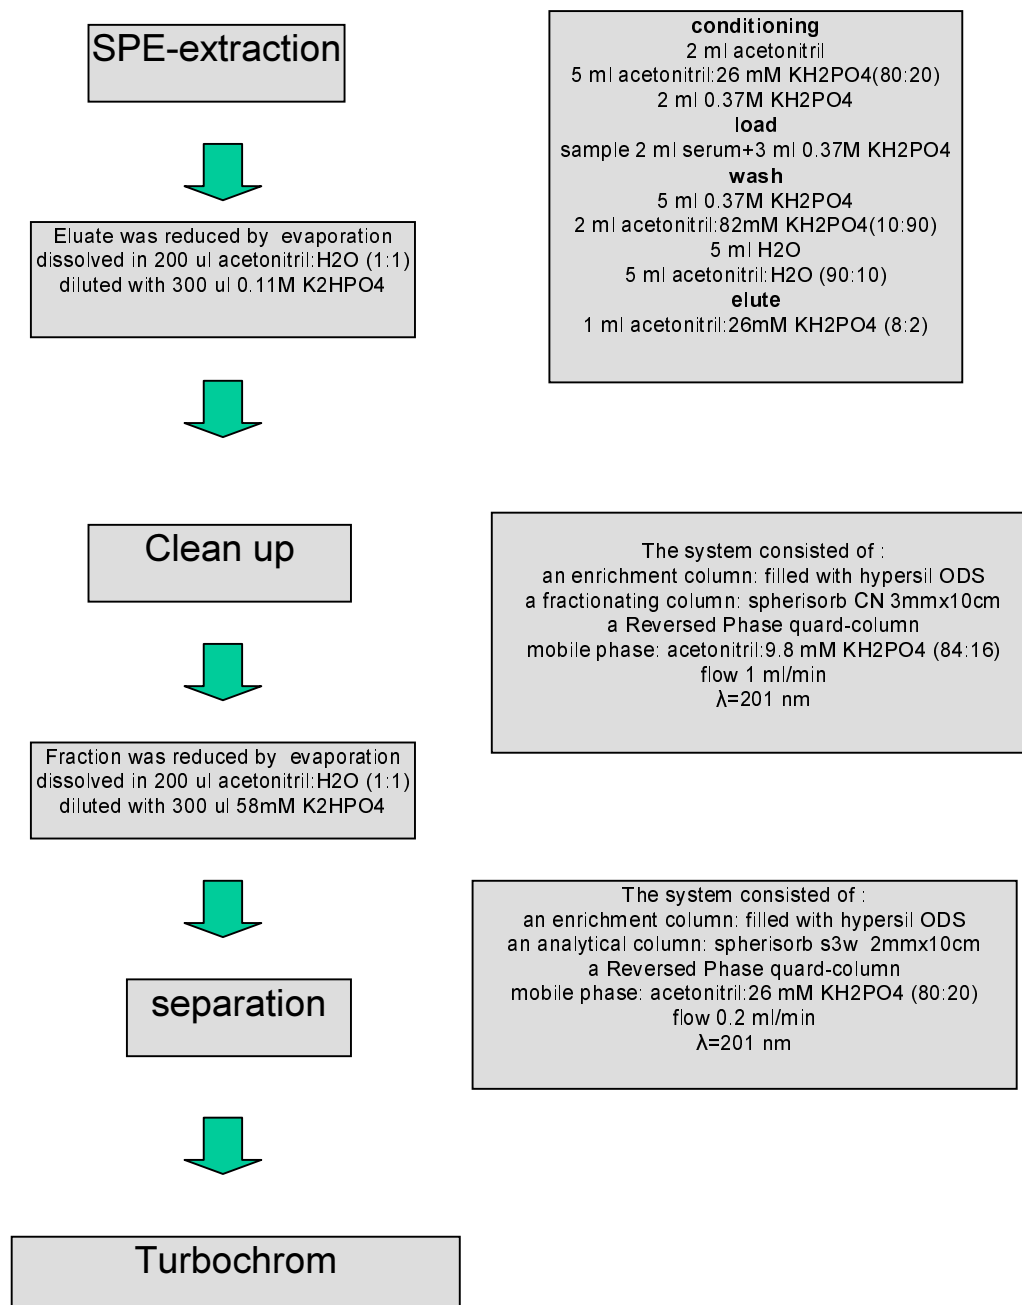 SPE-extraction
conditioning
2 ml acetonitril
5 ml acetonitril:26 mM KH2PO4(80:20)
2 ml 0.37M KH2PO4
load
sample 2 ml serum+3 ml 0.37M KH2PO4
wash
5 ml 0.37M KH2PO4
2 ml acetonitril:82mM KH2PO4(10:90)
5 ml H2O
5 ml acetonitril:H2O (90:10)
elute
1 ml acetonitril:26mM KH2PO4 (8:2)
Eluate was reduced by evaporation
dissolved in 200 ul acetonitril:H2O (1:1)
diluted with 300 ul 0.11M K2HPO4
Clean up
The system consisted of :
an enrichment column: filled with hypersil ODS
a fractionating column: spherisorb CN 3mmx10cm
a Reversed Phase quard-column
mobile phase: acetonitril:9.8 mM KH2PO4 (84:16)
flow 1 ml/min
λ=201 nm
Fraction was reduced by evaporation
dissolved in 200 ul acetonitril:H2O (1:1)
diluted with 300 ul 58mM K2HPO4
The system consisted of :
an enrichment column: filled with hypersil ODS
an analytical column: spherisorb s3w 2mmx10cm
a Reversed Phase quard-column
mobile phase: acetonitril:26 mM KH2PO4 (80:20)
flow 0.2 ml/min
λ=201 nm
separation
Turbochrom